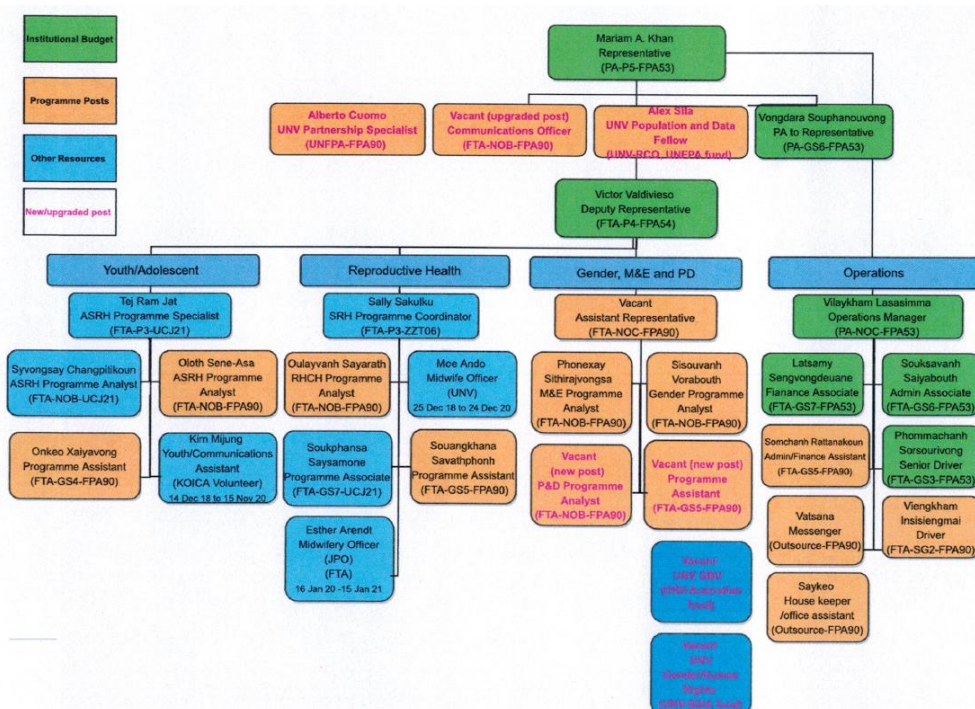 Institutional Budget
Programme Posts
Other Resources
New/upgraded post
Mariam A. Khan
Representative
(PA-P5-FPA53)
Alberto Cuomo
UNV Partnership Specialist
(UNFPA-FPA90)
Vacant (upgraded post)
Communications Officer
(FTA-NOB-FPA90)
Alex Sila
UNV Population and Data
Fellow
(UNV-RCO_UNFPA fund)
Vongdara Souphanouvong
PA to Representative
(PA-GS6-FPA53)
Victor Valdivieso
Deputy Representative
(FTA-P4-FPA54)
Youth/Adolescent
Tej Ram Jat
ASRH Programme Specialist
(FTA-P3-UCJ21)
Syvongsay Changpitikoun
ASRH Programme Analyst
(FTA-NOB-UCJ21)
Oloth Sene-Asa
ASRH Programme
Analyst
(FTA-NOB-FPA90)
Onkeo Xaiyavong
Programme Assistant
(FTA-GS4-FPA90)
Kim Mijung
Youth/Communications
Assistant
(KOICA Volunteer)
14 Dec 18 to 15 Nov 20
Reproductive Health
Sally Sakulku
SRH Programme Coordinator
(FTA-P3-ZZT06)
Oulayvanh Sayarath
RHCH Programme
Analyst
(FTA-NOB-FPA90)
Moe Ando
Midwife Officer
(UNV)
25 Dec 18 to 24 Dec 20
Soukphansa
Saysamone
Programme Associate
(FTA-GS7-UCJ21)
Souangkhana
Savathphonh
Programme Assistant
(FTA-GS5-FPA90)
Esther Arendt
Midwifery Officer
(JPO)
(FTA)
16 Jan 20 -15 Jan 21
Gender, M&E and PD
Vacant
Assistant Representative
(FTA-NOC-FPA90)
Phonexay
Sithirajvongsa
M&E Programme
Analyst
(FTA-NOB-FPA90)
Sisouvanh
Vorabouth
Gender Programme
Analyst
(FTA-NOB-FPA90)
Vacant
(new post)
P&D Programme
Analyst
(FTA-NOB-FPA90)
Vacant (new post)
Programme
Assistant
(FTA-GS5-FPA90)
Vacant
UNV GBV
fund)
Vacant
UNV
Gender/Human
Rights
Operations
Vilaykham Lasasimma
Operations Manager
(PA-NOC-FPA53)
Latsamy
Sengvongdeuane
Fianance Associate
(FTA-GS7-FPA53)
Souksavanh
Saiyabouth
Admin Associate
(FTA-GS6-FPA53)
Somchanh Rattanakoun
Admin/Finance Assistant
(FTA-GS5-FPA90)
Phommachanh
Sorsourivong
Senior Driver
(FTA-GS3-FPA53)
Vatsana
Messenger
(Outsource-FPA90)
Viengkham
Insisiengmai
Driver
(FTA-SG2-FPA90)
Saykeo
House keeper
/office assistant
(Outsource-FPA90)